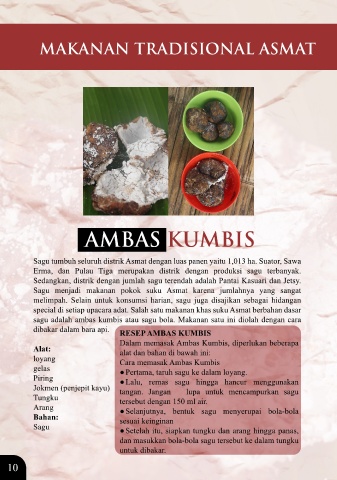 MAKANAN TRADISIONAL ASMAT
AMBAS KUMBIS
Sagu tumbuh seluruh distrik Asmat dengan luas panen yaitu 1,013 ha. Suator, Sawa
Erma, dan Pulau Tiga merupakan distrik dengan produksi sagu terbanyak.
Sedangkan, distrik dengan jumlah sagu terendah adalah Pantai Kasuari dan Jetsy.
Sagu menjadi makanan pokok suku Asmat karena jumlahnya yang sangat
melimpah. Selain untuk konsumsi harian, sagu juga disajikan sebagai hidangan
special di setiap upacara adat. Salah satu makanan khas suku Asmat berbahan dasar
sagu adalah ambas kumbis atau sagu bola. Makanan satu ini diolah dengan cara
dibakar dalam bara api.
Alat:
loyang
gelas
Piring
Jokmen (penjepit kayu)
Tungku
Arang
Bahan:
Sagu
RESEP AMBAS KUMBIS
Dalam memasak Ambas Kumbis, diperlukan beberapa
alat dan bahan di bawah ini:
Cara memasak Ambas Kumbis
●Pertama, taruh sagu ke dalam loyang.
●Lalu, remas sagu hingga hancur menggunakan
tangan. Jangan lupa untuk mencampurkan sagu
tersebut dengan 150 ml air.
●Selanjutnya, bentuk sagu menyerupai bola-bola
sesuai keinginan
●Setelah itu, siapkan tungku dan arang hingga panas,
dan masukkan bola-bola sagu tersebut ke dalam tungku
untuk dibakar.
10